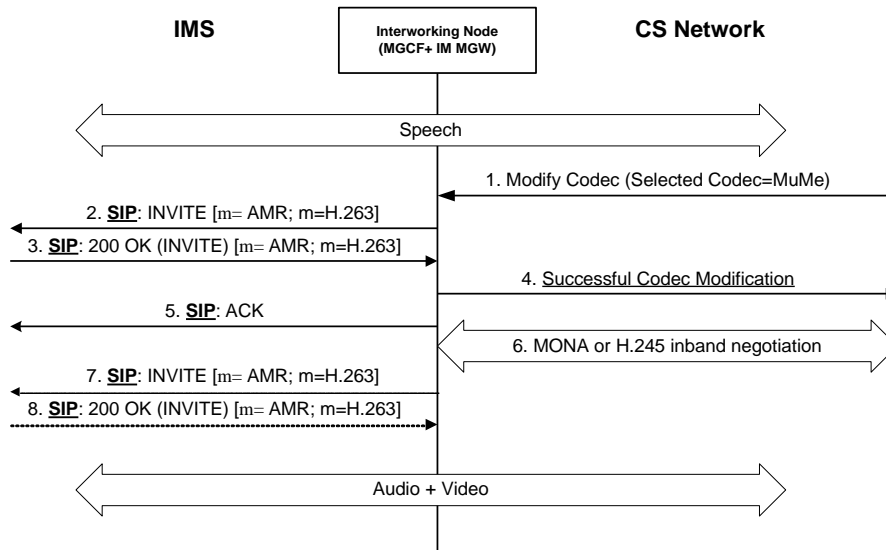 IMS
Interworking Node
(MGCF+ IM MGW)
CS Network
Speech
1. Modify Codec (Selected Codec=MuMe)
2. SIP: INVITE [m= AMR; m=H.263]
3. SIP: 200 OK (INVITE) [m= AMR; m=H.263]
4. Successful Codec Modification
5. SIP: ACK
6. MONA or H.245 inband negotiation
7. SIP: INVITE [m= AMR; m=H.263]
8. SIP: 200 OK (INVITE) [m= AMR; m=H.263]
Audio + Video